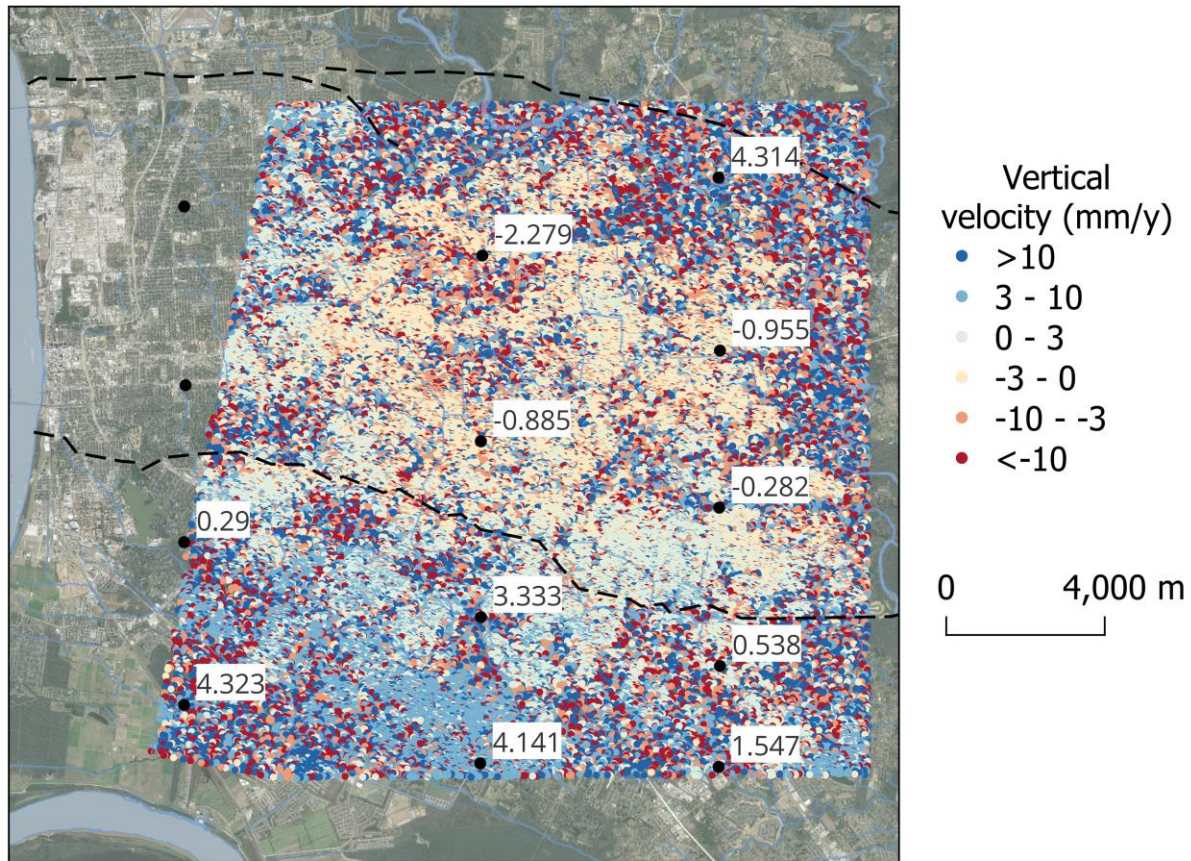 4.314
-2.279
-0.955
-0.885
-0.282
0.29
3.333
0.538
4.323
4.141
1.547
Vertical
velocity (mm/y)
>10
3 - 10
0 - 3
-3 - 0
-10 - -3
<-10
0 4,000 m